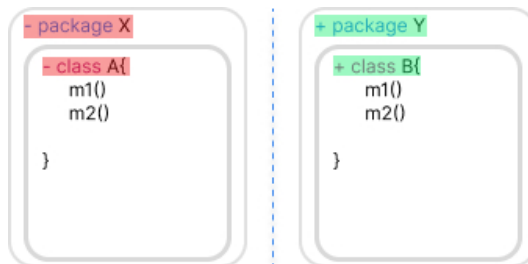 - package X
- class A{
m1()
m2()
}
+ package Y
+ class B{
m1()
m2()
}